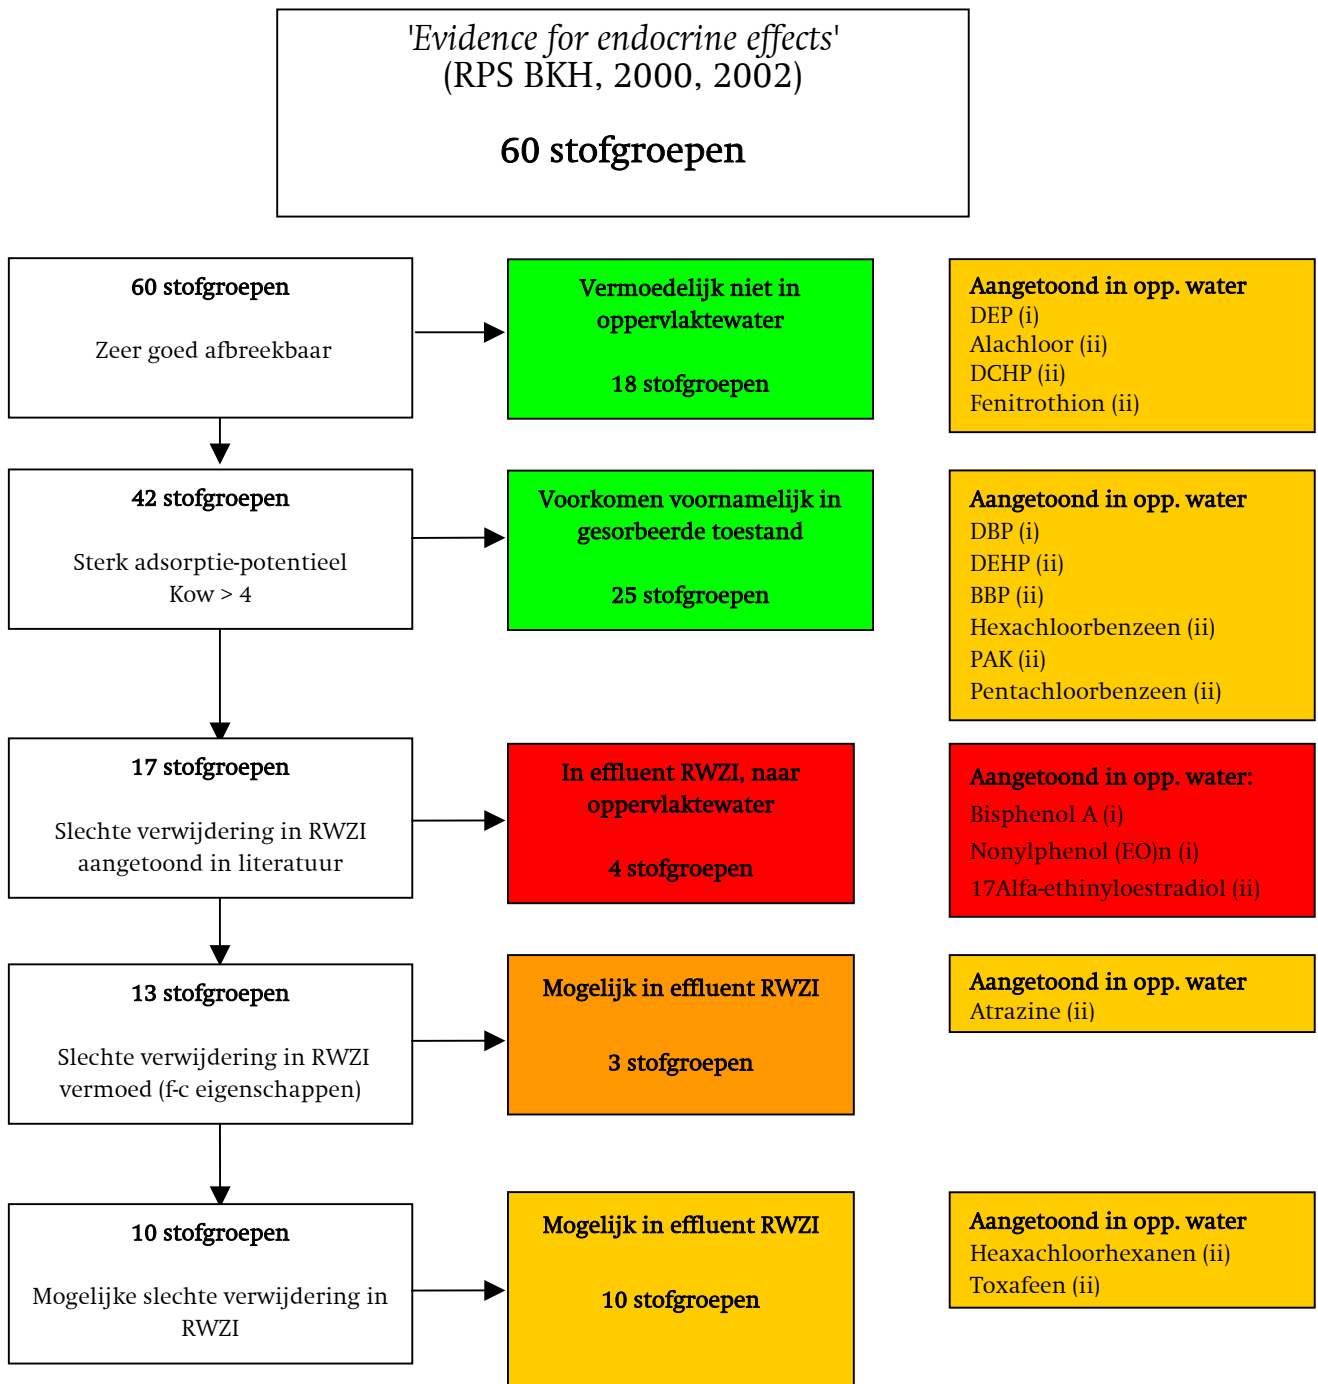 'Evidence for endocrine effects'
(RPS BKH, 2000, 2002)
60 stofgroepen
60 stofgroepen
Zeer goed afbreekbaar
Vermoedelijk niet in
oppervlaktewater
18 stofgroepen
Aangetoond in opp. water
DEP (i)
Alachloor (ii)
DCHP (ii)
Fenitrothion (ii)
42 stofgroepen
Sterk adsorptie-potentieel
Kow > 4
Voorkomen voornamelijk in
gesorbeerde toestand
25 stofgroepen
Aangetoond in opp. water
DBP (i)
DEHP (ii)
BBP (ii)
Hexachloorbenzeen (ii)
PAK (ii)
Pentachloorbenzeen (ii)
17 stofgroepen
Slechte verwijdering in RWZI
aangetoond in literatuur
In effluent RWZI, naar
oppervlaktewater
4 stofgroepen
Aangetoond in opp. water:
Bisphenol A (i)
Nonylphenol (EO)n (i)
17Alfa-ethinyloestradiol (ii)
13 stofgroepen
Slechte verwijdering in RWZI
vermoed (f-c eigenschappen)
Mogelijk in effluent RWZI
3 stofgroepen
Aangetoond in opp. water
Atrazine (ii)
10 stofgroepen
Mogelijke slechte verwijdering in
RWZI
Mogelijk in effluent RWZI
10 stofgroepen
Aangetoond in opp. water
Heaxachloorhexanen (ii)
Toxafeen (ii)